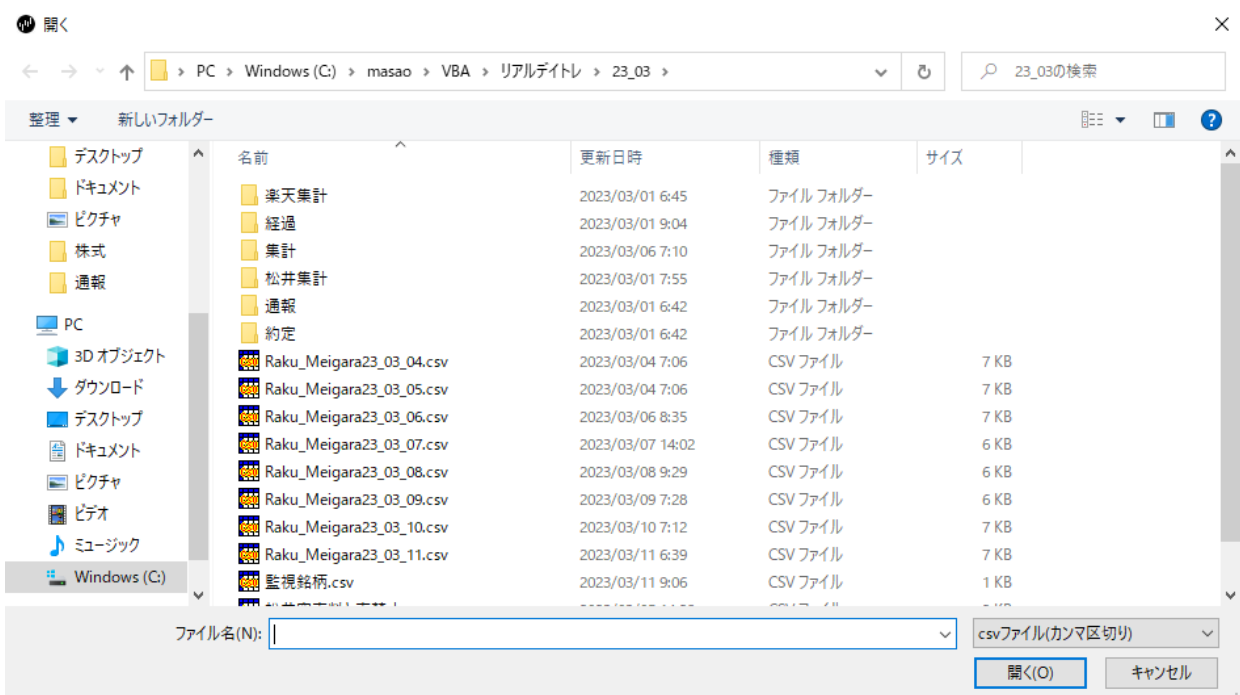 開く
PC > Windows (C:) > masao > VBA > リアルデイトレ > 23_03 >
23_03の検索
整理 新しいフォルダー
デスクトップ
ドキュメント
ピクチャ
株式
通報
PC
3D オブジェクト
ダウンロード
デスクトップ
ドキュメント
ピクチャ
ビデオ
ミュージック
Windows (C:)
名前 更新日時 種類 サイズ
楽天集計 2023/03/01 6:45 ファイル フォルダー
経過 2023/03/01 9:04 ファイル フォルダー
集計 2023/03/06 7:10 ファイル フォルダー
松井集計 2023/03/01 7:55 ファイル フォルダー
通報 2023/03/01 6:42 ファイル フォルダー
約定 2023/03/01 6:42 ファイル フォルダー
Raku_Meigara23_03_04.csv 2023/03/04 7:06 CSV ファイル 7 KB
Raku_Meigara23_03_05.csv 2023/03/04 7:06 CSV ファイル 7 KB
Raku_Meigara23_03_06.csv 2023/03/06 8:35 CSV ファイル 7 KB
Raku_Meigara23_03_07.csv 2023/03/07 14:02 CSV ファイル 6 KB
Raku_Meigara23_03_08.csv 2023/03/08 9:29 CSV ファイル 6 KB
Raku_Meigara23_03_09.csv 2023/03/09 7:28 CSV ファイル 6 KB
Raku_Meigara23_03_10.csv 2023/03/10 7:12 CSV ファイル 7 KB
Raku_Meigara23_03_11.csv 2023/03/11 6:39 CSV ファイル 7 KB
監視銘柄.csv 2023/03/11 9:06 CSV ファイル 1 KB
ファイル名(N):
csvファイル(カンマ区切り)
開く(O) キャンセル